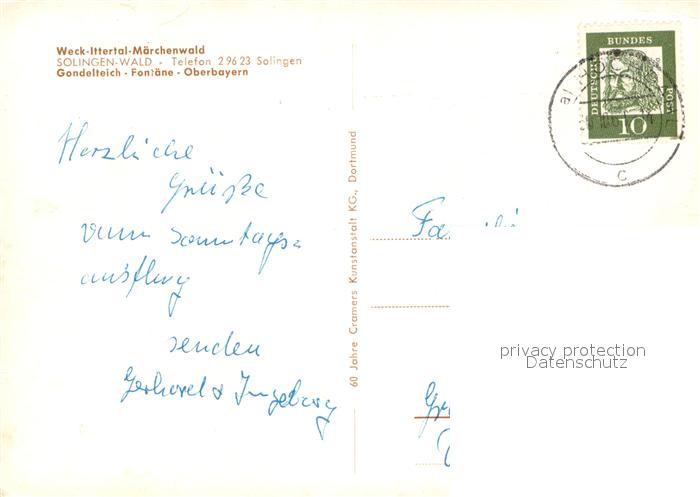 Weck-Ittertal-Märchenwald
SOLINGEN-WALD - Telefon 2 96 23 Solingen
Gondelteich - Fontäne - Oberbayern
Herzliche
Grüße
vom Sonntags-
ausflug
senden
Gerhard & Ingeborg
60 Jahre Cramers Kunstanstalt KG., Dortmund
DEUTSCHE
BUNDES
POST
10
c
privacy protection
Datenschutz